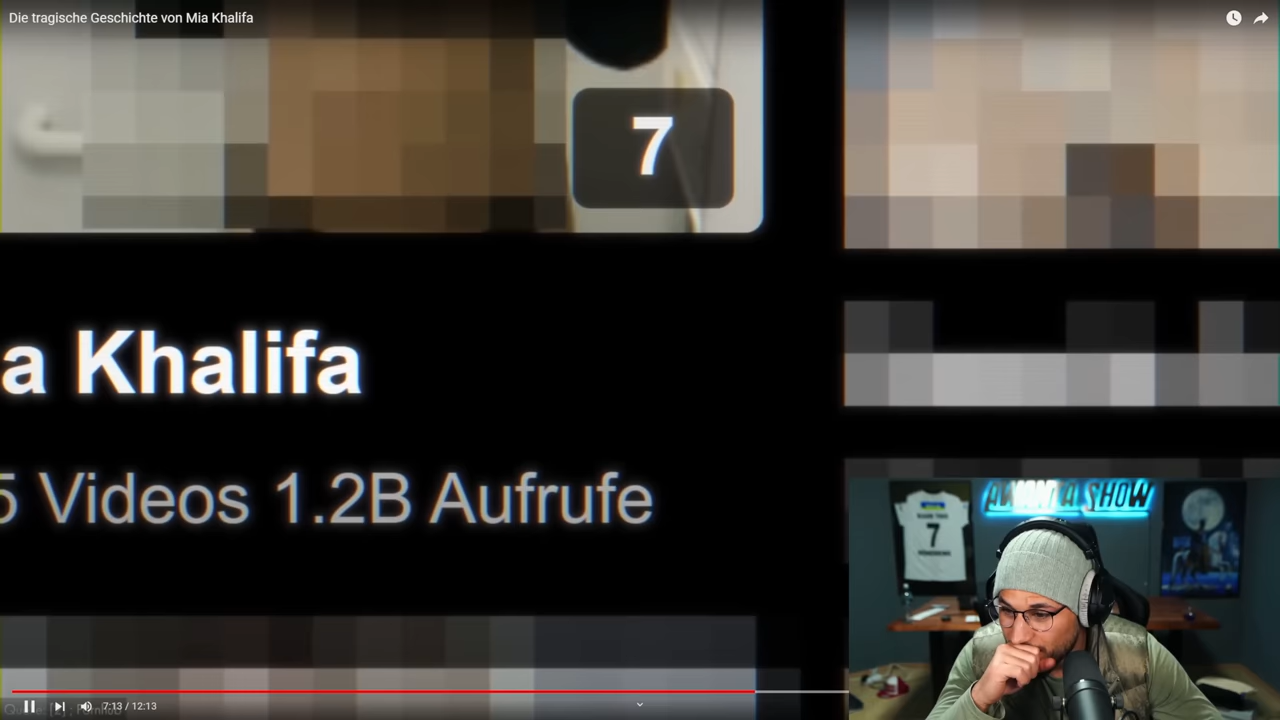 Die tragische Geschichte von Mia Khalifa
7
a Khalifa
5 Videos 1.2B Aufrufe
SHOW
7
7:13 / 12:13